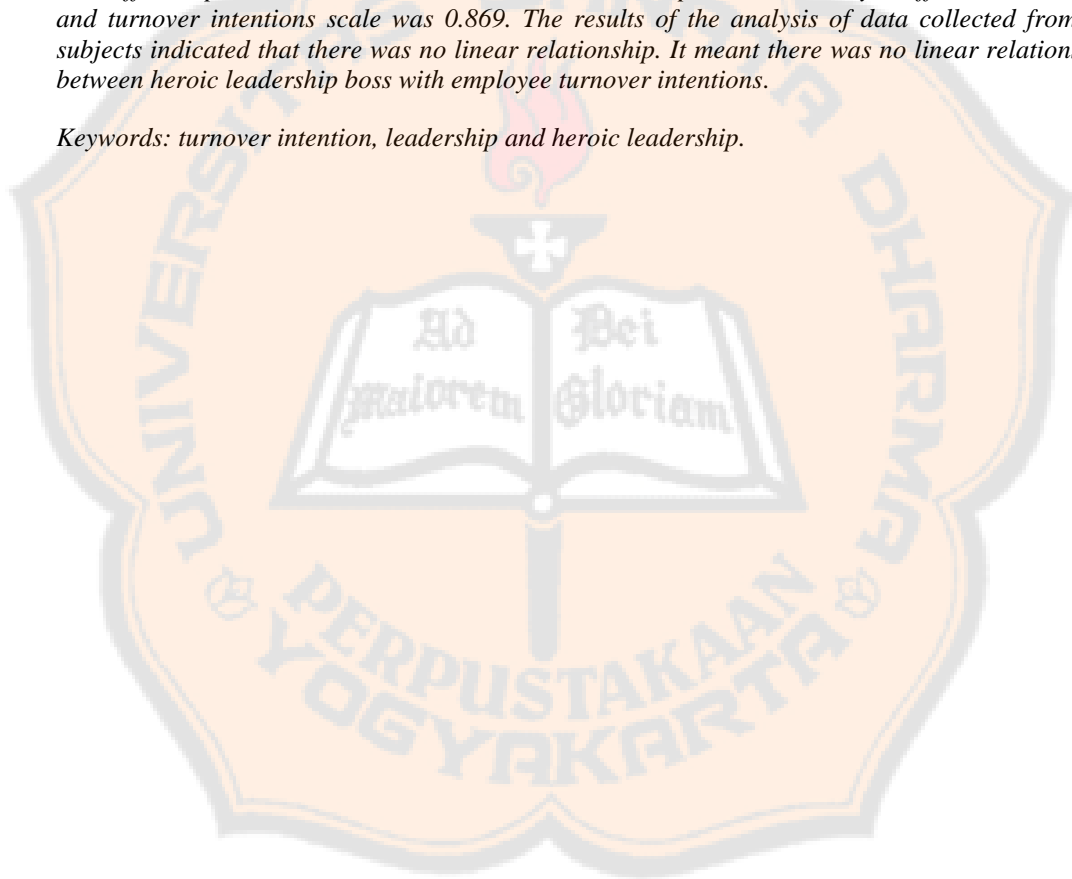 and turnover intentions scale was 0.869. The results of the analysis of data collected from
subjects indicated that there was no linear relationship. It meant there was no linear relation
between heroic leadership boss with employee turnover intentions.
Keywords: turnover intention, leadership and heroic leadership.
UNIVERSITAS SANATA DHARMA
Ad
Dei
Maiorem
Gloriam
PERPUSTAKAAN
YOGYAKARTA